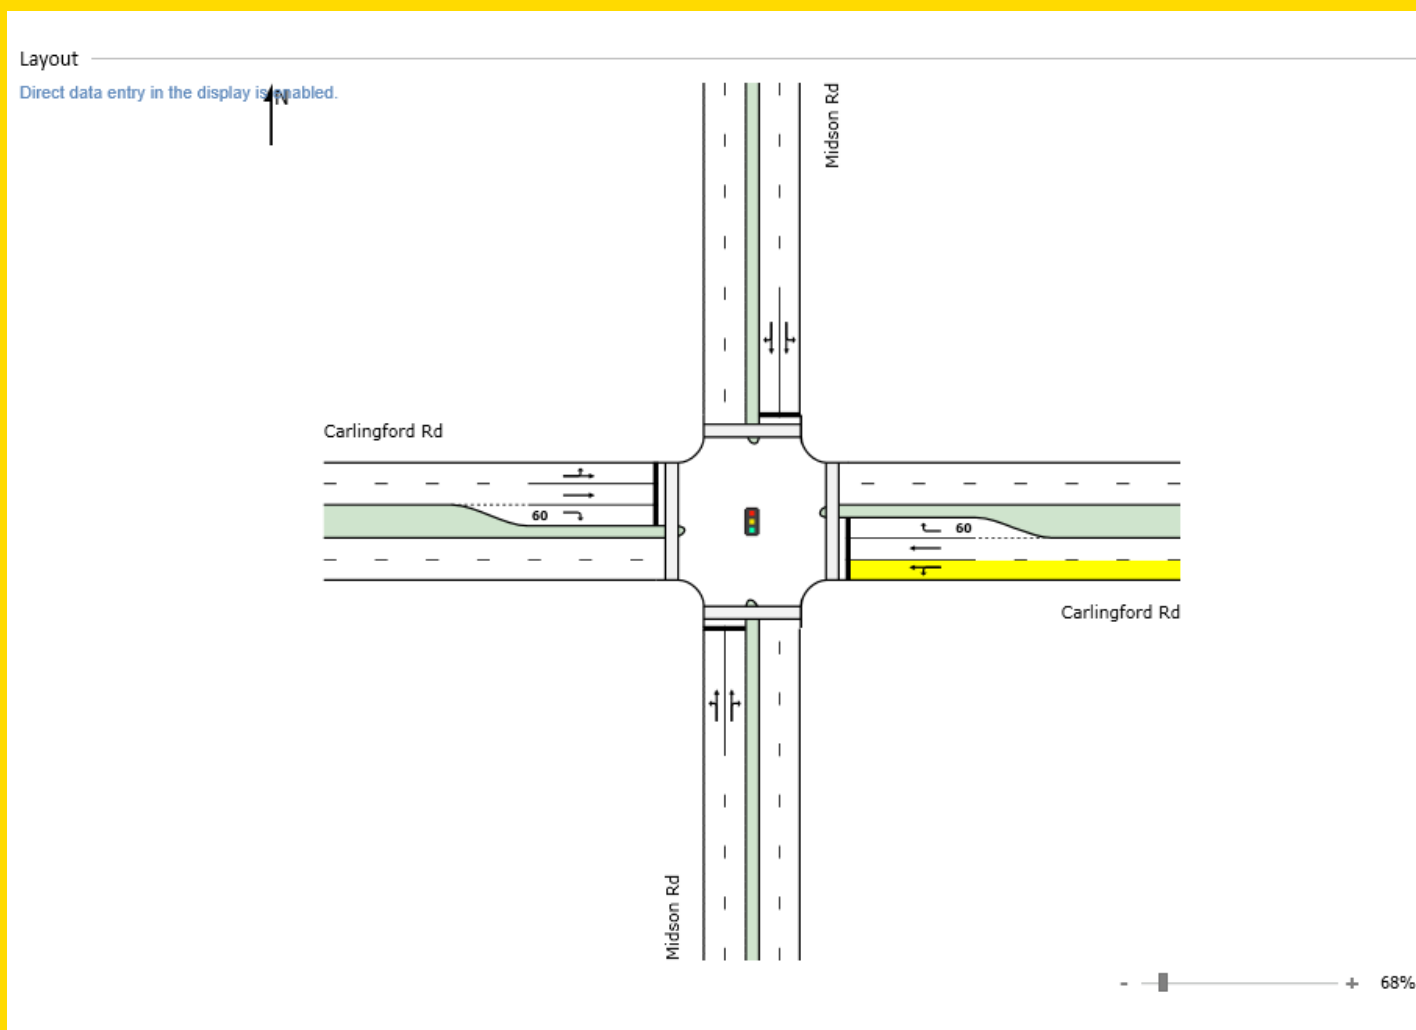 Layout
Direct data entry in the display is enabled.
N
Midson Rd
Carlingford Rd
60
60
Carlingford Rd
Midson Rd
- + 68%